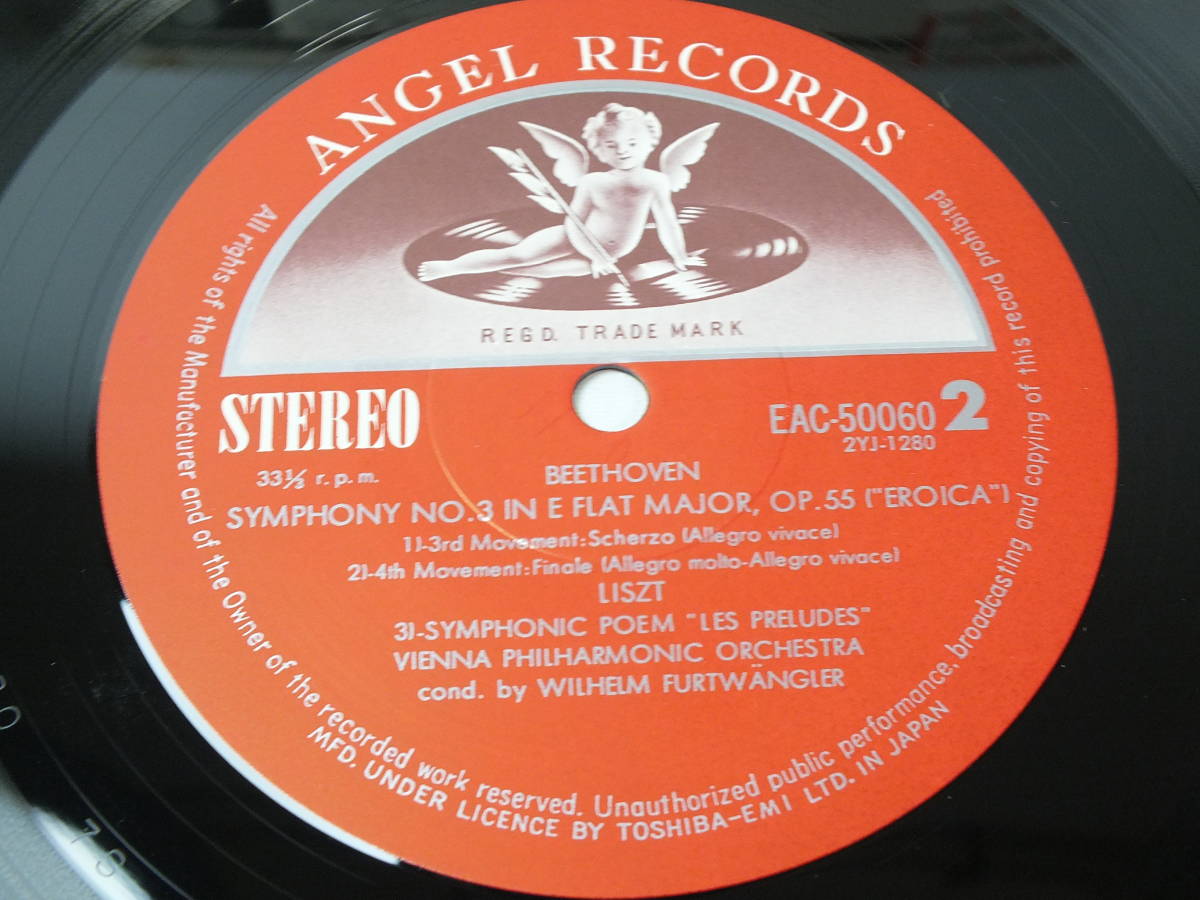 ANGEL RECORDS
REGD. TRADE MARK
STEREO
33⅓ r.p.m.
EAC-50060 2
2YJ-1280
BEETHOVEN
SYMPHONY NO.3 IN E FLAT MAJOR, OP.55 ("EROICA")
1)-3rd Movement:Scherzo (Allegro vivace)
2)-4th Movement:Finale (Allegro molto-Allegro vivace)
LISZT
3)-SYMPHONIC POEM "LES PRELUDES"
VIENNA PHILHARMONIC ORCHESTRA
cond. by WILHELM FURTWÄNGLER
All rights of the Manufacturer and of the Owner of the recorded work reserved. Unauthorized public performance, broadcasting and copying of this record prohibited
MFD. UNDER LICENCE BY TOSHIBA-EMI LTD. IN JAPAN